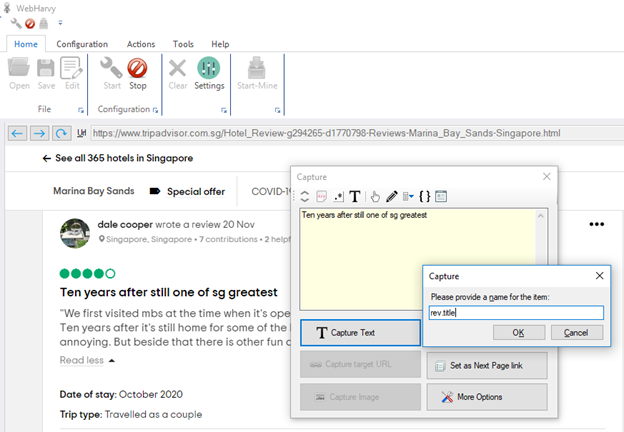 WebHarvy
Home Configuration Actions Tools Help
Open Save Edit Start Stop Clear Settings Start-Mine
File Configuration
Url https://www.tripadvisor.com.sg/Hotel_Review-g294265-d1770798-Reviews-Marina_Bay_Sands-Singapore.html
← See all 365 hotels in Singapore
Marina Bay Sands Special offer COVID-19
dale cooper wrote a review 20 Nov
Singapore, Singapore • 7 contributions • 2 helpf
Ten years after still one of sg greatest
"We first visited mbs at the time when it's ope
Ten years after it's still home for some of the
annoying. But beside that there is other fun
Read less
Date of stay: October 2020
Trip type: Travelled as a couple
Capture
T
{ }
Ten years after still one of sg greatest
Capture Text
Capture target URL Set as Next Page link
Capture Image More Options
Capture
Please provide a name for the item:
rev.title
OK Cancel